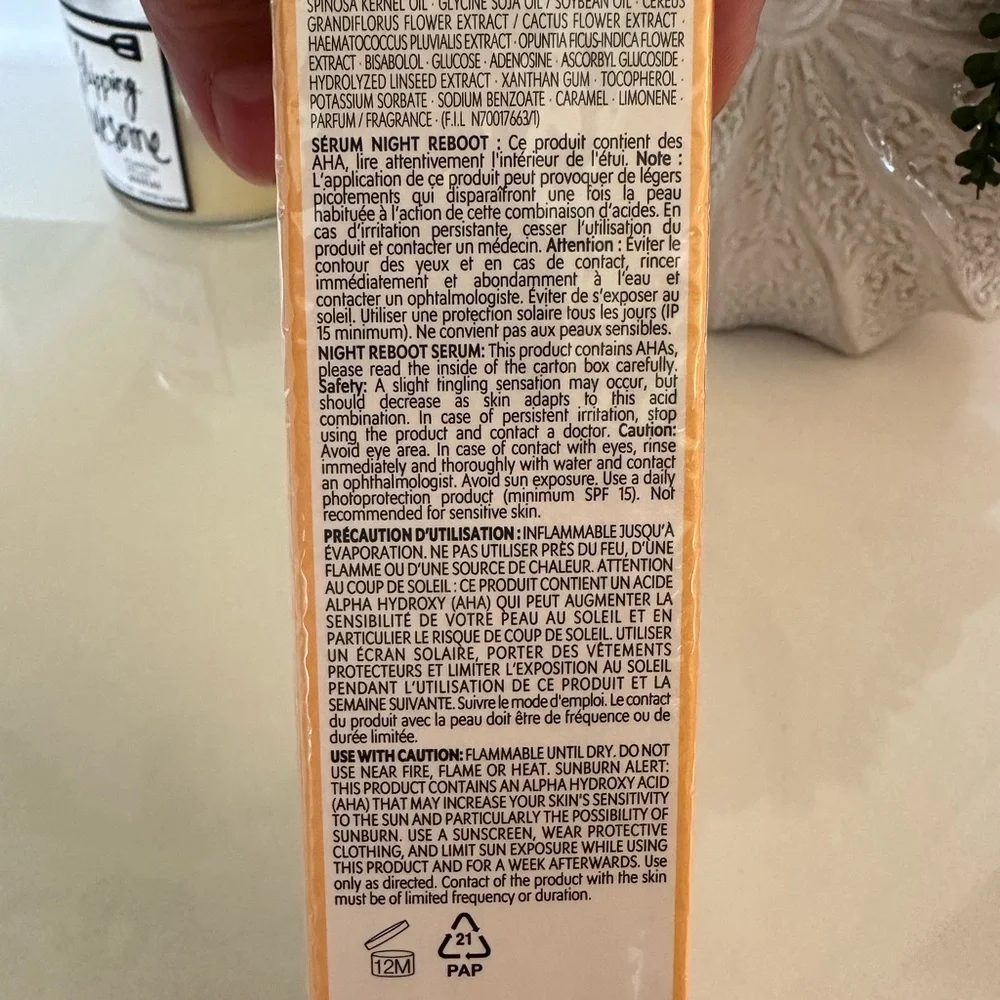 SPINOSA KERNEL OIL · GLYCINE SOJA OIL / SOYBEAN OIL · CEREUS
GRANDIFLORUS FLOWER EXTRACT / CACTUS FLOWER EXTRACT ·
HAEMATOCOCCUS PLUVIALIS EXTRACT · OPUNTIA FICUS-INDICA FLOWER
EXTRACT · BISABOLOL · GLUCOSE · ADENOSINE · ASCORBYL GLUCOSIDE ·
HYDROLYZED LINSEED EXTRACT · XANTHAN GUM · TOCOPHEROL ·
POTASSIUM SORBATE · SODIUM BENZOATE · CARAMEL · LIMONENE ·
PARFUM / FRAGRANCE · (F.I.L N70017663/1)
SÉRUM NIGHT REBOOT : Ce produit contient des
AHA, lire attentivement l'intérieur de l'étui. Note :
L'application de ce produit peut provoquer de légers
picotements qui disparaîtront une fois la peau
habituée à l'action de cette combinaison d'acides. En
cas d'irritation persistante, cesser l'utilisation du
produit et contacter un médecin. Attention : Éviter le
contour des yeux et en cas de contact, rincer
immédiatement et abondamment à l'eau et
contacter un ophtalmologiste. Éviter de s'exposer au
soleil. Utiliser une protection solaire tous les jours (IP
15 minimum). Ne convient pas aux peaux sensibles.
NIGHT REBOOT SERUM: This product contains AHAs,
please read the inside of the carton box carefully.
Safety: A slight tingling sensation may occur, but
should decrease as skin adapts to this acid
combination. In case of persistent irritation, stop
using the product and contact a doctor. Caution:
Avoid eye area. In case of contact with eyes, rinse
immediately and thoroughly with water and contact
an ophthalmologist. Avoid sun exposure. Use a daily
photoprotection product (minimum SPF 15). Not
recommended for sensitive skin.
PRÉCAUTION D'UTILISATION : INFLAMMABLE JUSQU'À
ÉVAPORATION. NE PAS UTILISER PRÈS DU FEU, D'UNE
FLAMME OU D'UNE SOURCE DE CHALEUR. ATTENTION
AU COUP DE SOLEIL : CE PRODUIT CONTIENT UN ACIDE
ALPHA HYDROXY (AHA) QUI PEUT AUGMENTER LA
SENSIBILITÉ DE VOTRE PEAU AU SOLEIL ET EN
PARTICULIER LE RISQUE DE COUP DE SOLEIL. UTILISER
UN ÉCRAN SOLAIRE, PORTER DES VÊTEMENTS
PROTECTEURS ET LIMITER L'EXPOSITION AU SOLEIL
PENDANT L'UTILISATION DE CE PRODUIT ET LA
SEMAINE SUIVANTE. Suivre le mode d'emploi. Le contact
du produit avec la peau doit être de fréquence ou de
durée limitée.
USE WITH CAUTION: FLAMMABLE UNTIL DRY. DO NOT
USE NEAR FIRE, FLAME OR HEAT. SUNBURN ALERT:
THIS PRODUCT CONTAINS AN ALPHA HYDROXY ACID
(AHA) THAT MAY INCREASE YOUR SKIN'S SENSITIVITY
TO THE SUN AND PARTICULARLY THE POSSIBILITY OF
SUNBURN. USE A SUNSCREEN, WEAR PROTECTIVE
CLOTHING, AND LIMIT SUN EXPOSURE WHILE USING
THIS PRODUCT AND FOR A WEEK AFTERWARDS. Use
only as directed. Contact of the product with the skin
must be of limited frequency or duration.
12M
21
PAP